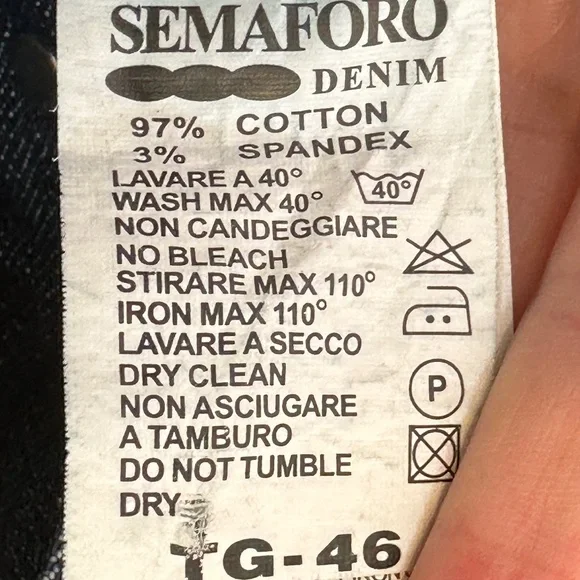 SEMAFORO
DENIM
97% COTTON
3% SPANDEX
LAVARE A 40°
WASH MAX 40°
40°
NON CANDEGGIARE
NO BLEACH
STIRARE MAX 110°
IRON MAX 110°
LAVARE A SECCO
DRY CLEAN
P
NON ASCIUGARE
A TAMBURO
DO NOT TUMBLE
DRY
TG-46